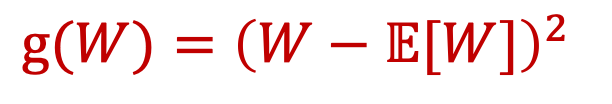 g(W) = (W − 𝔼[W])²